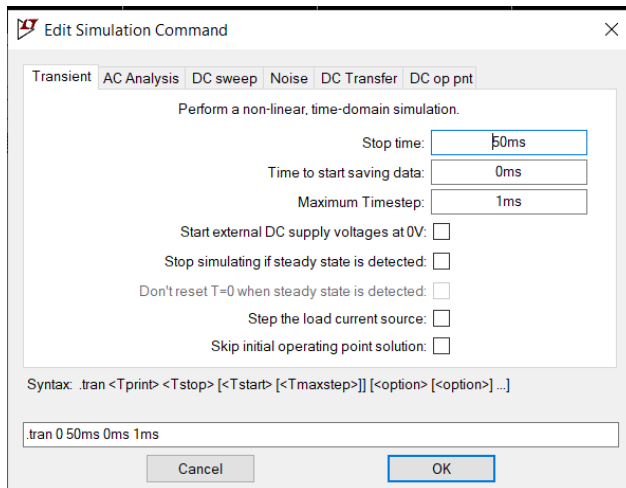 Edit Simulation Command
Transient AC Analysis DC sweep Noise DC Transfer DC op pnt
Perform a non-linear, time-domain simulation.
Stop time: 50ms
Time to start saving data: 0ms
Maximum Timestep: 1ms
Start external DC supply voltages at 0V:
Stop simulating if steady state is detected:
Don't reset T=0 when steady state is detected:
Step the load current source:
Skip initial operating point solution:
Syntax: .tran <Tprint> <Tstop> [<Tstart> [<Tmaxstep>]] [<option> [<option>] ...]
.tran 0 50ms 0ms 1ms
Cancel OK